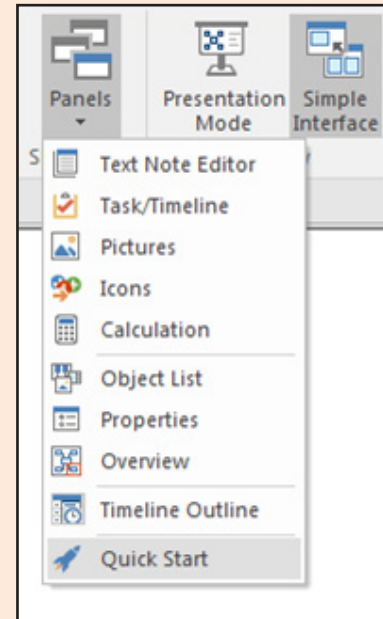 Panels
Presentation
Mode
Simple
Interface
S
Text Note Editor
Task/Timeline
Pictures
Icons
Calculation
Object List
Properties
Overview
Timeline Outline
Quick Start